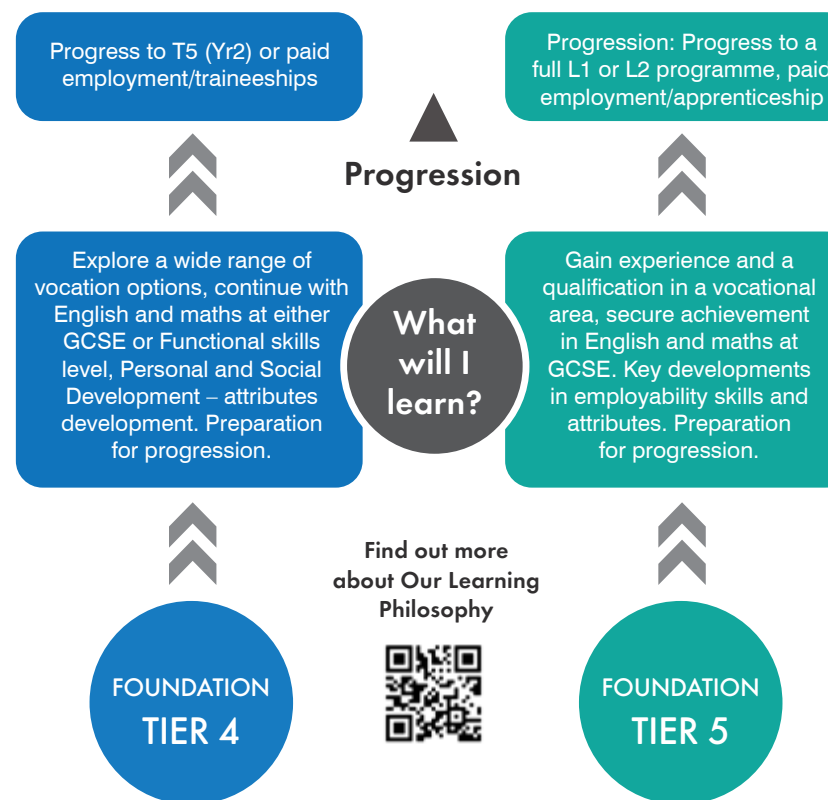 Progress to T5 (Yr2) or paid
employment/traineeships
Progression: Progress to a
full L1 or L2 programme, paid
employment/apprenticeship
Progression
Explore a wide range of
vocation options, continue with
English and maths at either
GCSE or Functional skills
level, Personal and Social
Development – attributes
development. Preparation
for progression.
What
will I
learn?
Gain experience and a
qualification in a vocational
area, secure achievement
in English and maths at
GCSE. Key developments
in employability skills and
attributes. Preparation
for progression.
Find out more
about Our Learning
Philosophy
FOUNDATION
TIER 4
FOUNDATION
TIER 5